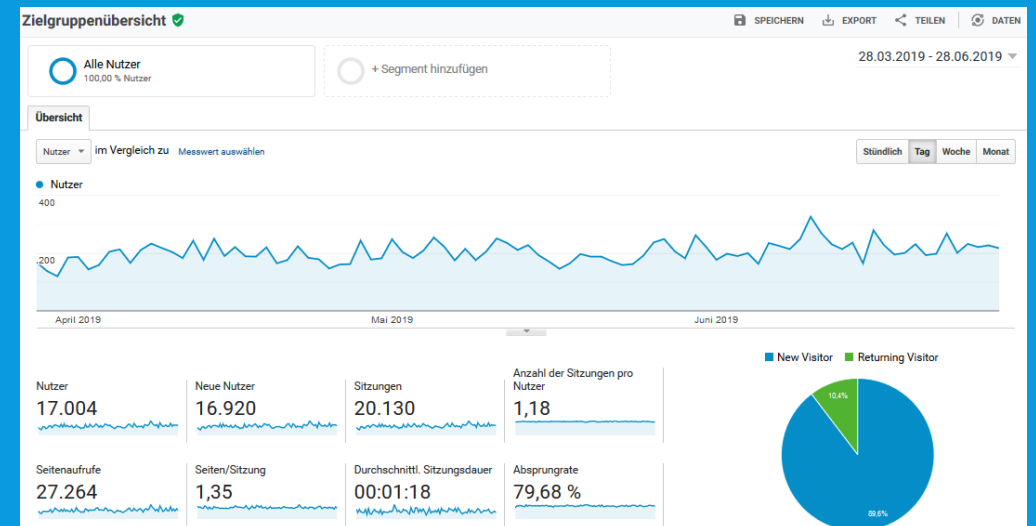 Zielgruppenübersicht
SPEICHERN EXPORT TEILEN DATEN
Alle Nutzer
100,00 % Nutzer
+ Segment hinzufügen
28.03.2019 - 28.06.2019
Übersicht
Nutzer im Vergleich zu Messwert auswählen
Stündlich Tag Woche Monat
Nutzer
400
200
April 2019 Mai 2019 Juni 2019
New Visitor Returning Visitor
Nutzer
17.004
Neue Nutzer
16.920
Sitzungen
20.130
Anzahl der Sitzungen pro
Nutzer
1,18
Seitenaufrufe
27.264
Seiten/Sitzung
1,35
Durchschnittl. Sitzungsdauer
00:01:18
Absprungrate
79,68 %
10,4%
89,6%